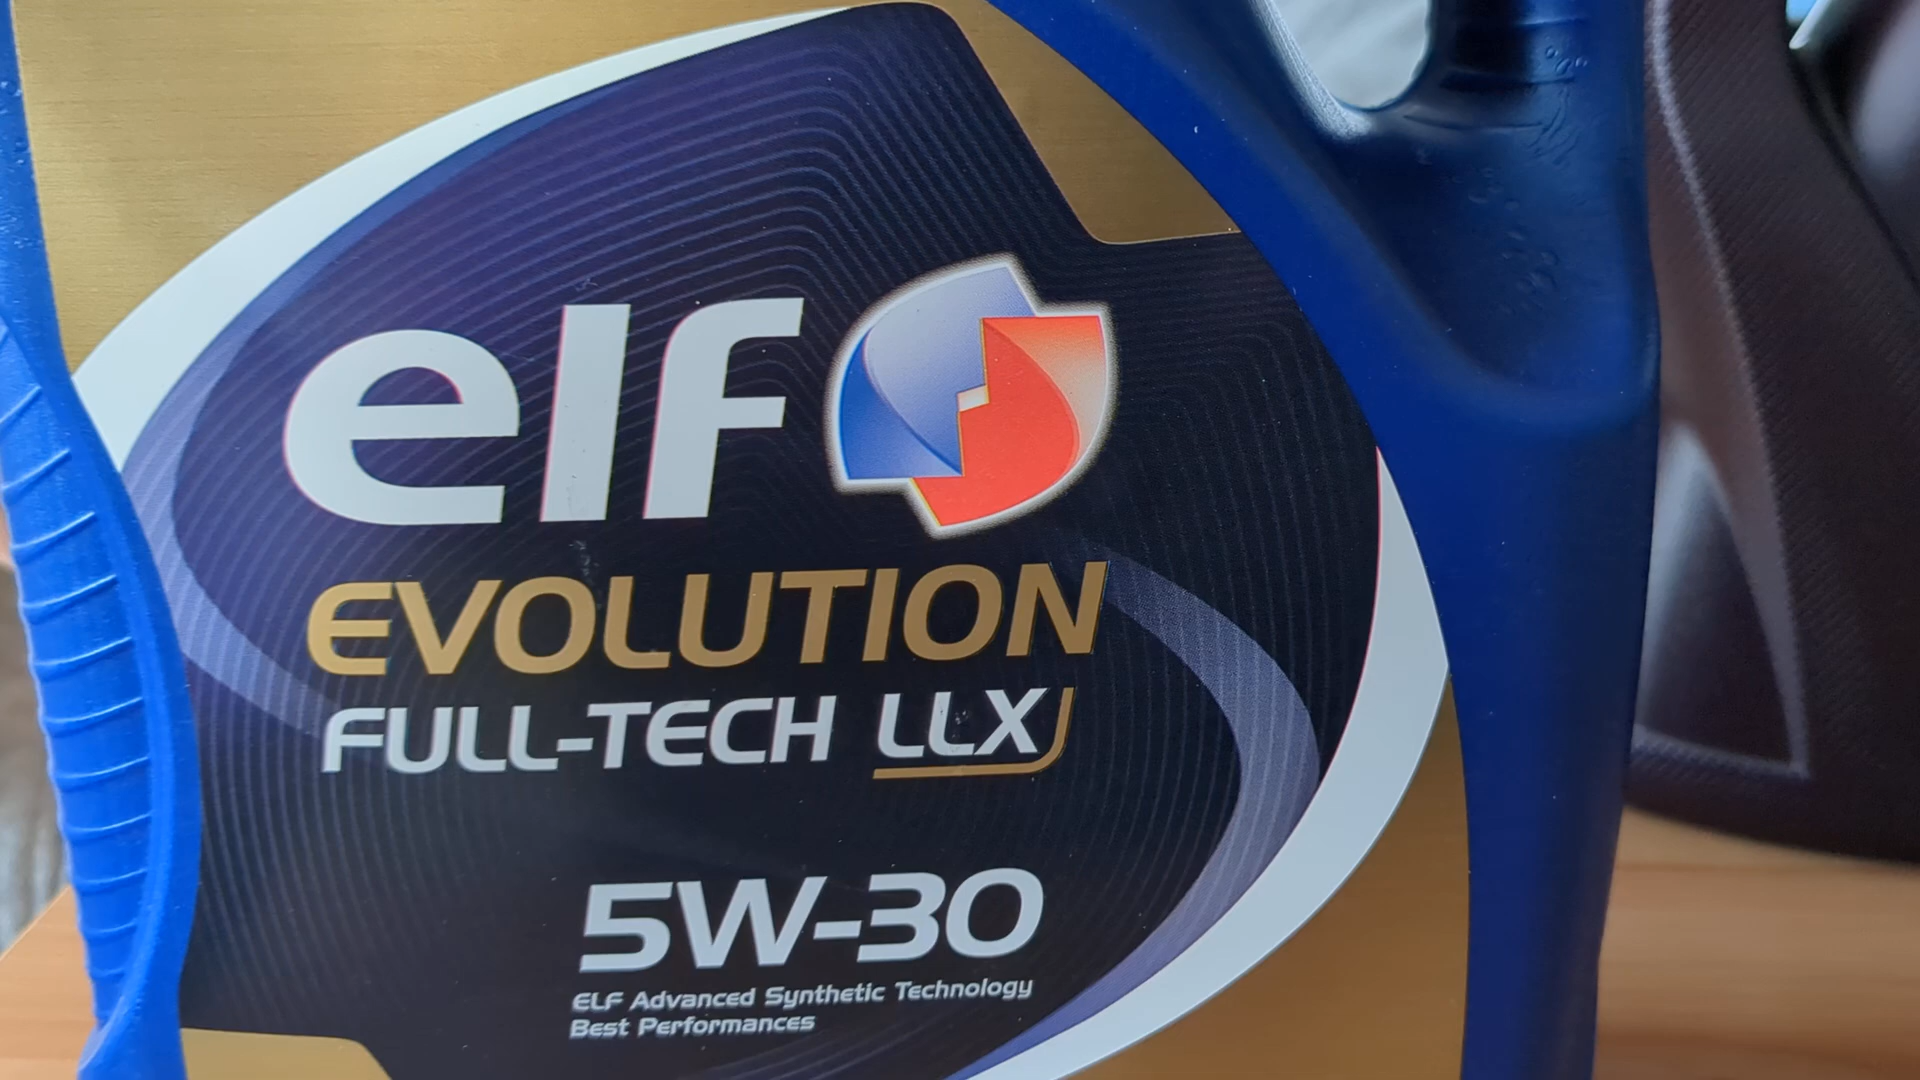 elf
EVOLUTION
FULL-TECH LLX
5W-30
ELF Advanced Synthetic Technology
Best Performances